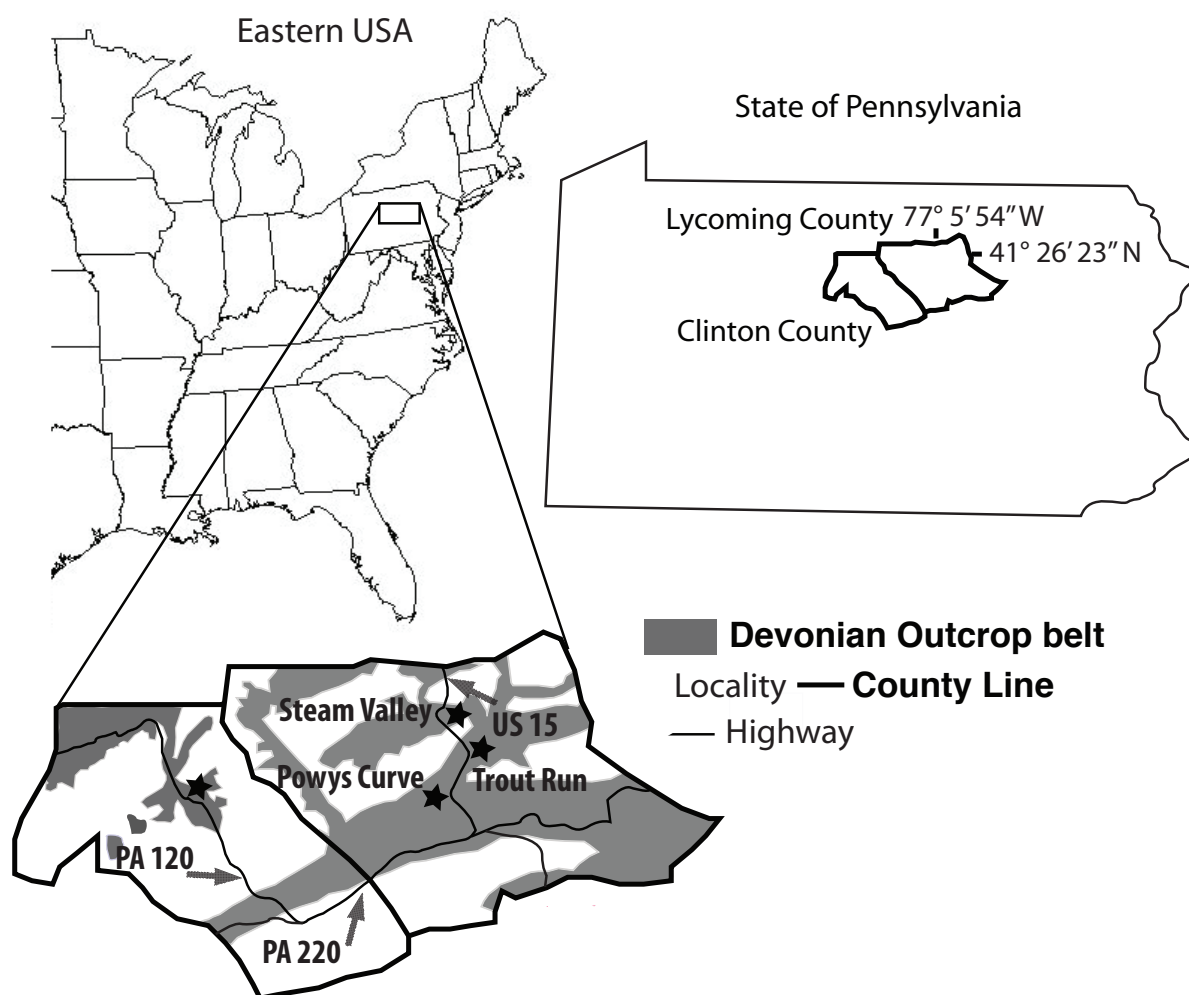 Eastern USA
State of Pennsylvania
Lycoming County 77° 5’ 54” W
41° 26’ 23” N
Clinton County
Devonian Outcrop belt
Locality County Line
Highway
Steam Valley
US 15
Powys Curve
Trout Run
PA 120
PA 220